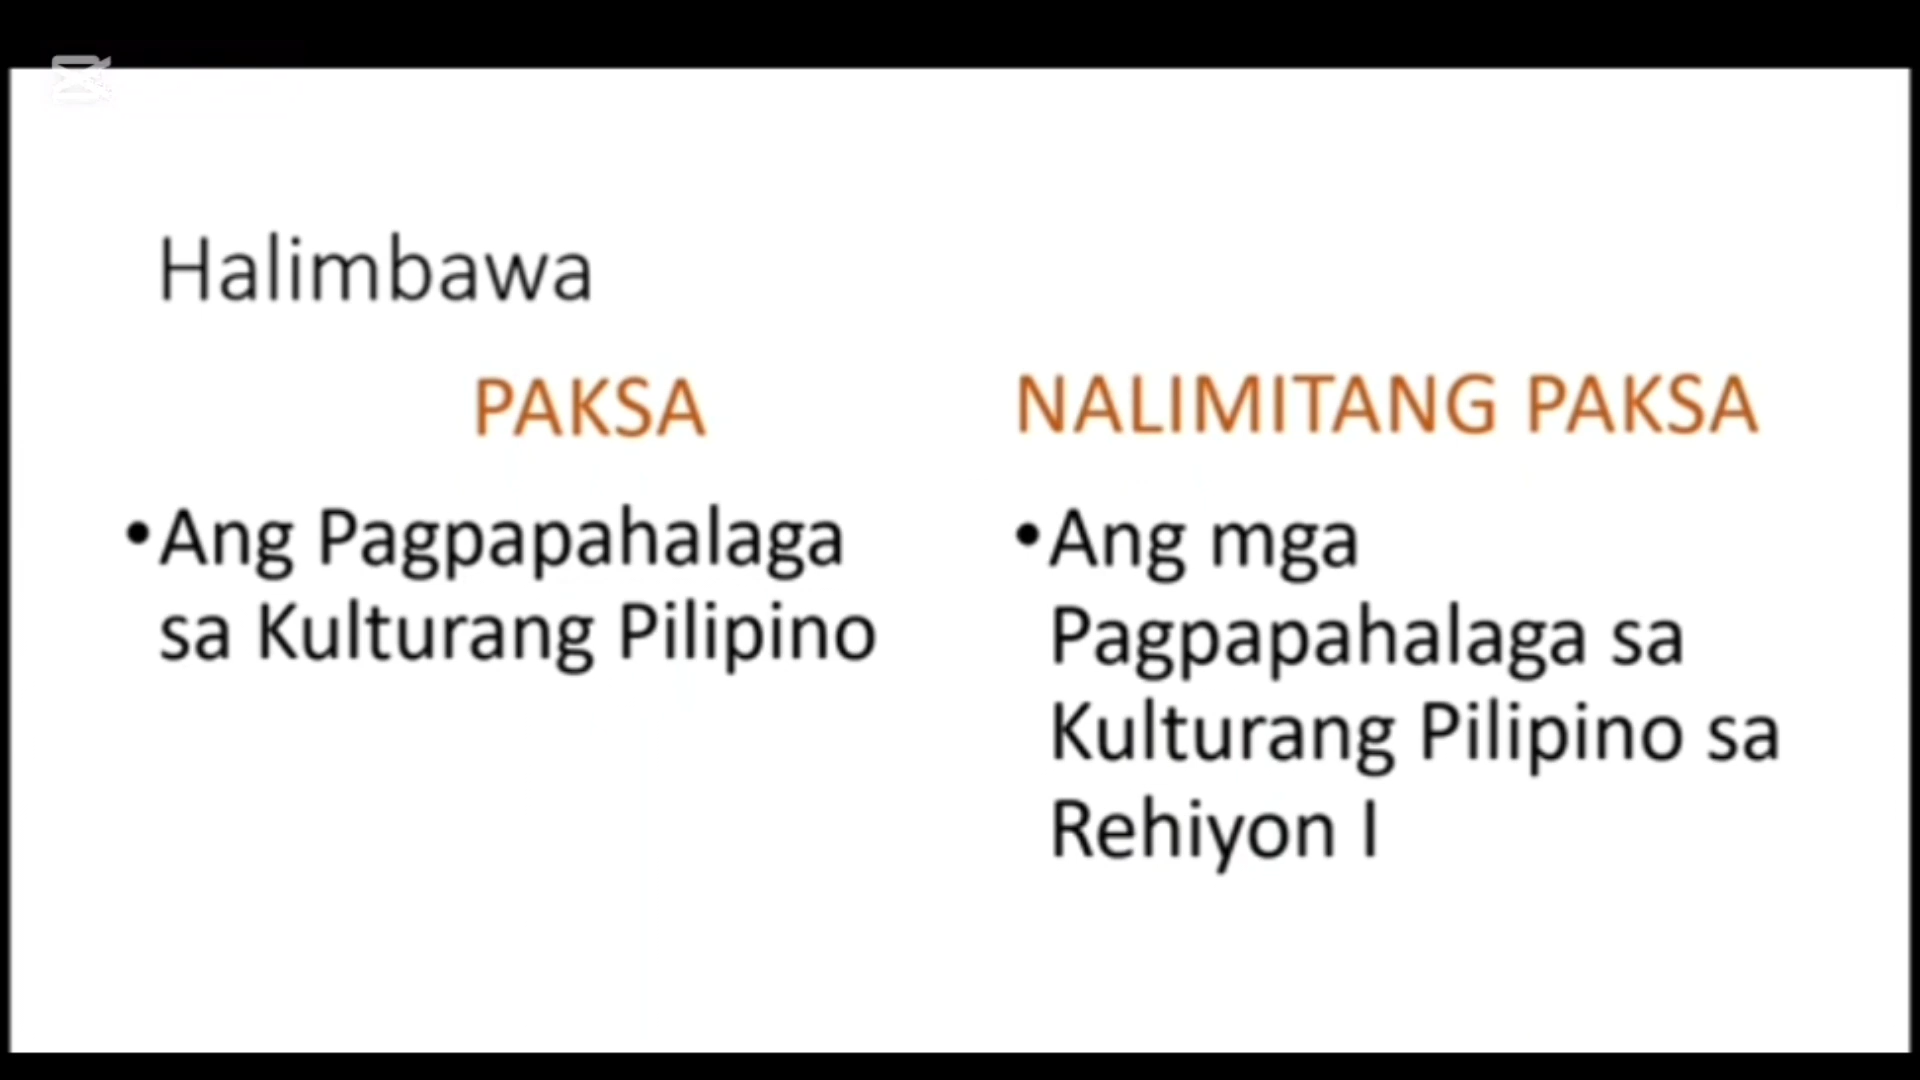 Halimbawa
PAKSA
•Ang Pagpapahalaga
sa Kulturang Pilipino
NALIMITANG PAKSA
•Ang mga
Pagpapahalaga sa
Kulturang Pilipino sa
Rehiyon I